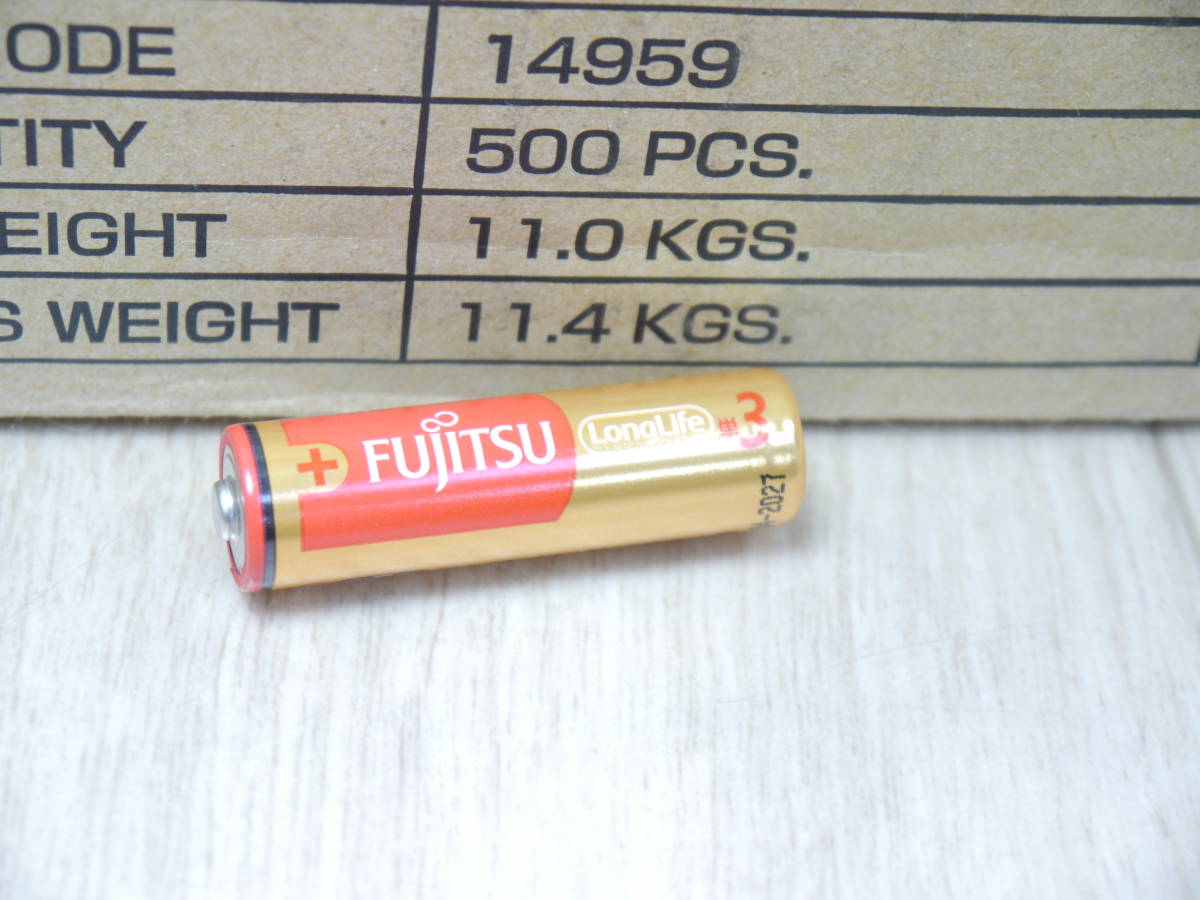 ODE 14959
TITY 500 PCS.
EIGHT 11.0 KGS.
S WEIGHT 11.4 KGS.
+ FUJITSU LongLife 単3
-2027